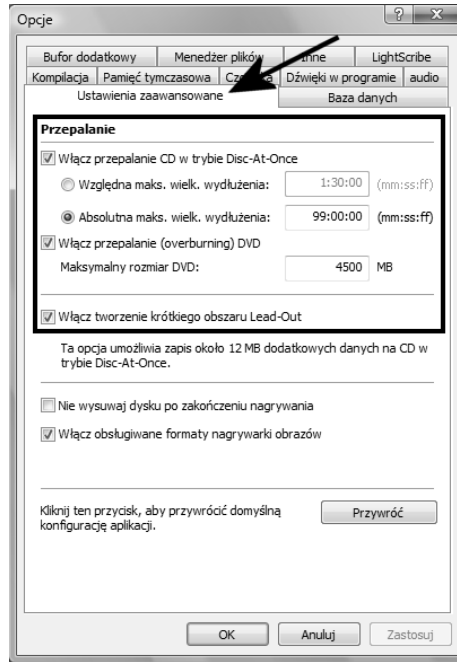 Opcje
Bufor dodatkowy Menedżer plików Inne LightScribe
Kompilacja Pamięć tymczasowa Dźwięki w programie audio
Ustawienia zaawansowane Baza danych
Przepalanie
Włącz przepalanie CD w trybie Disc-At-Once
Względna maks. wielk. wydłużenia: 1:30:00 (mm:ss:ff)
Absolutna maks. wielk. wydłużenia: 99:00:00 (mm:ss:ff)
Włącz przepalanie (overburning) DVD
Maksymalny rozmiar DVD: 4500 MB
Włącz tworzenie krótkiego obszaru Lead-Out
Ta opcja umożliwia zapis około 12 MB dodatkowych danych na CD w
trybie Disc-At-Once.
Nie wysuwaj dysku po zakończeniu nagrywania
Włącz obsługiwane formaty nagrywarki obrazów
Kliknij ten przycisk, aby przywrócić domyślną
konfigurację aplikacji.
Przywróć
OK Anuluj Zastosuj